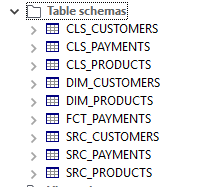 Table schemas
CLS_CUSTOMERS
CLS_PAYMENTS
CLS_PRODUCTS
DIM_CUSTOMERS
DIM_PRODUCTS
FCT_PAYMENTS
SRC_CUSTOMERS
SRC_PAYMENTS
SRC_PRODUCTS